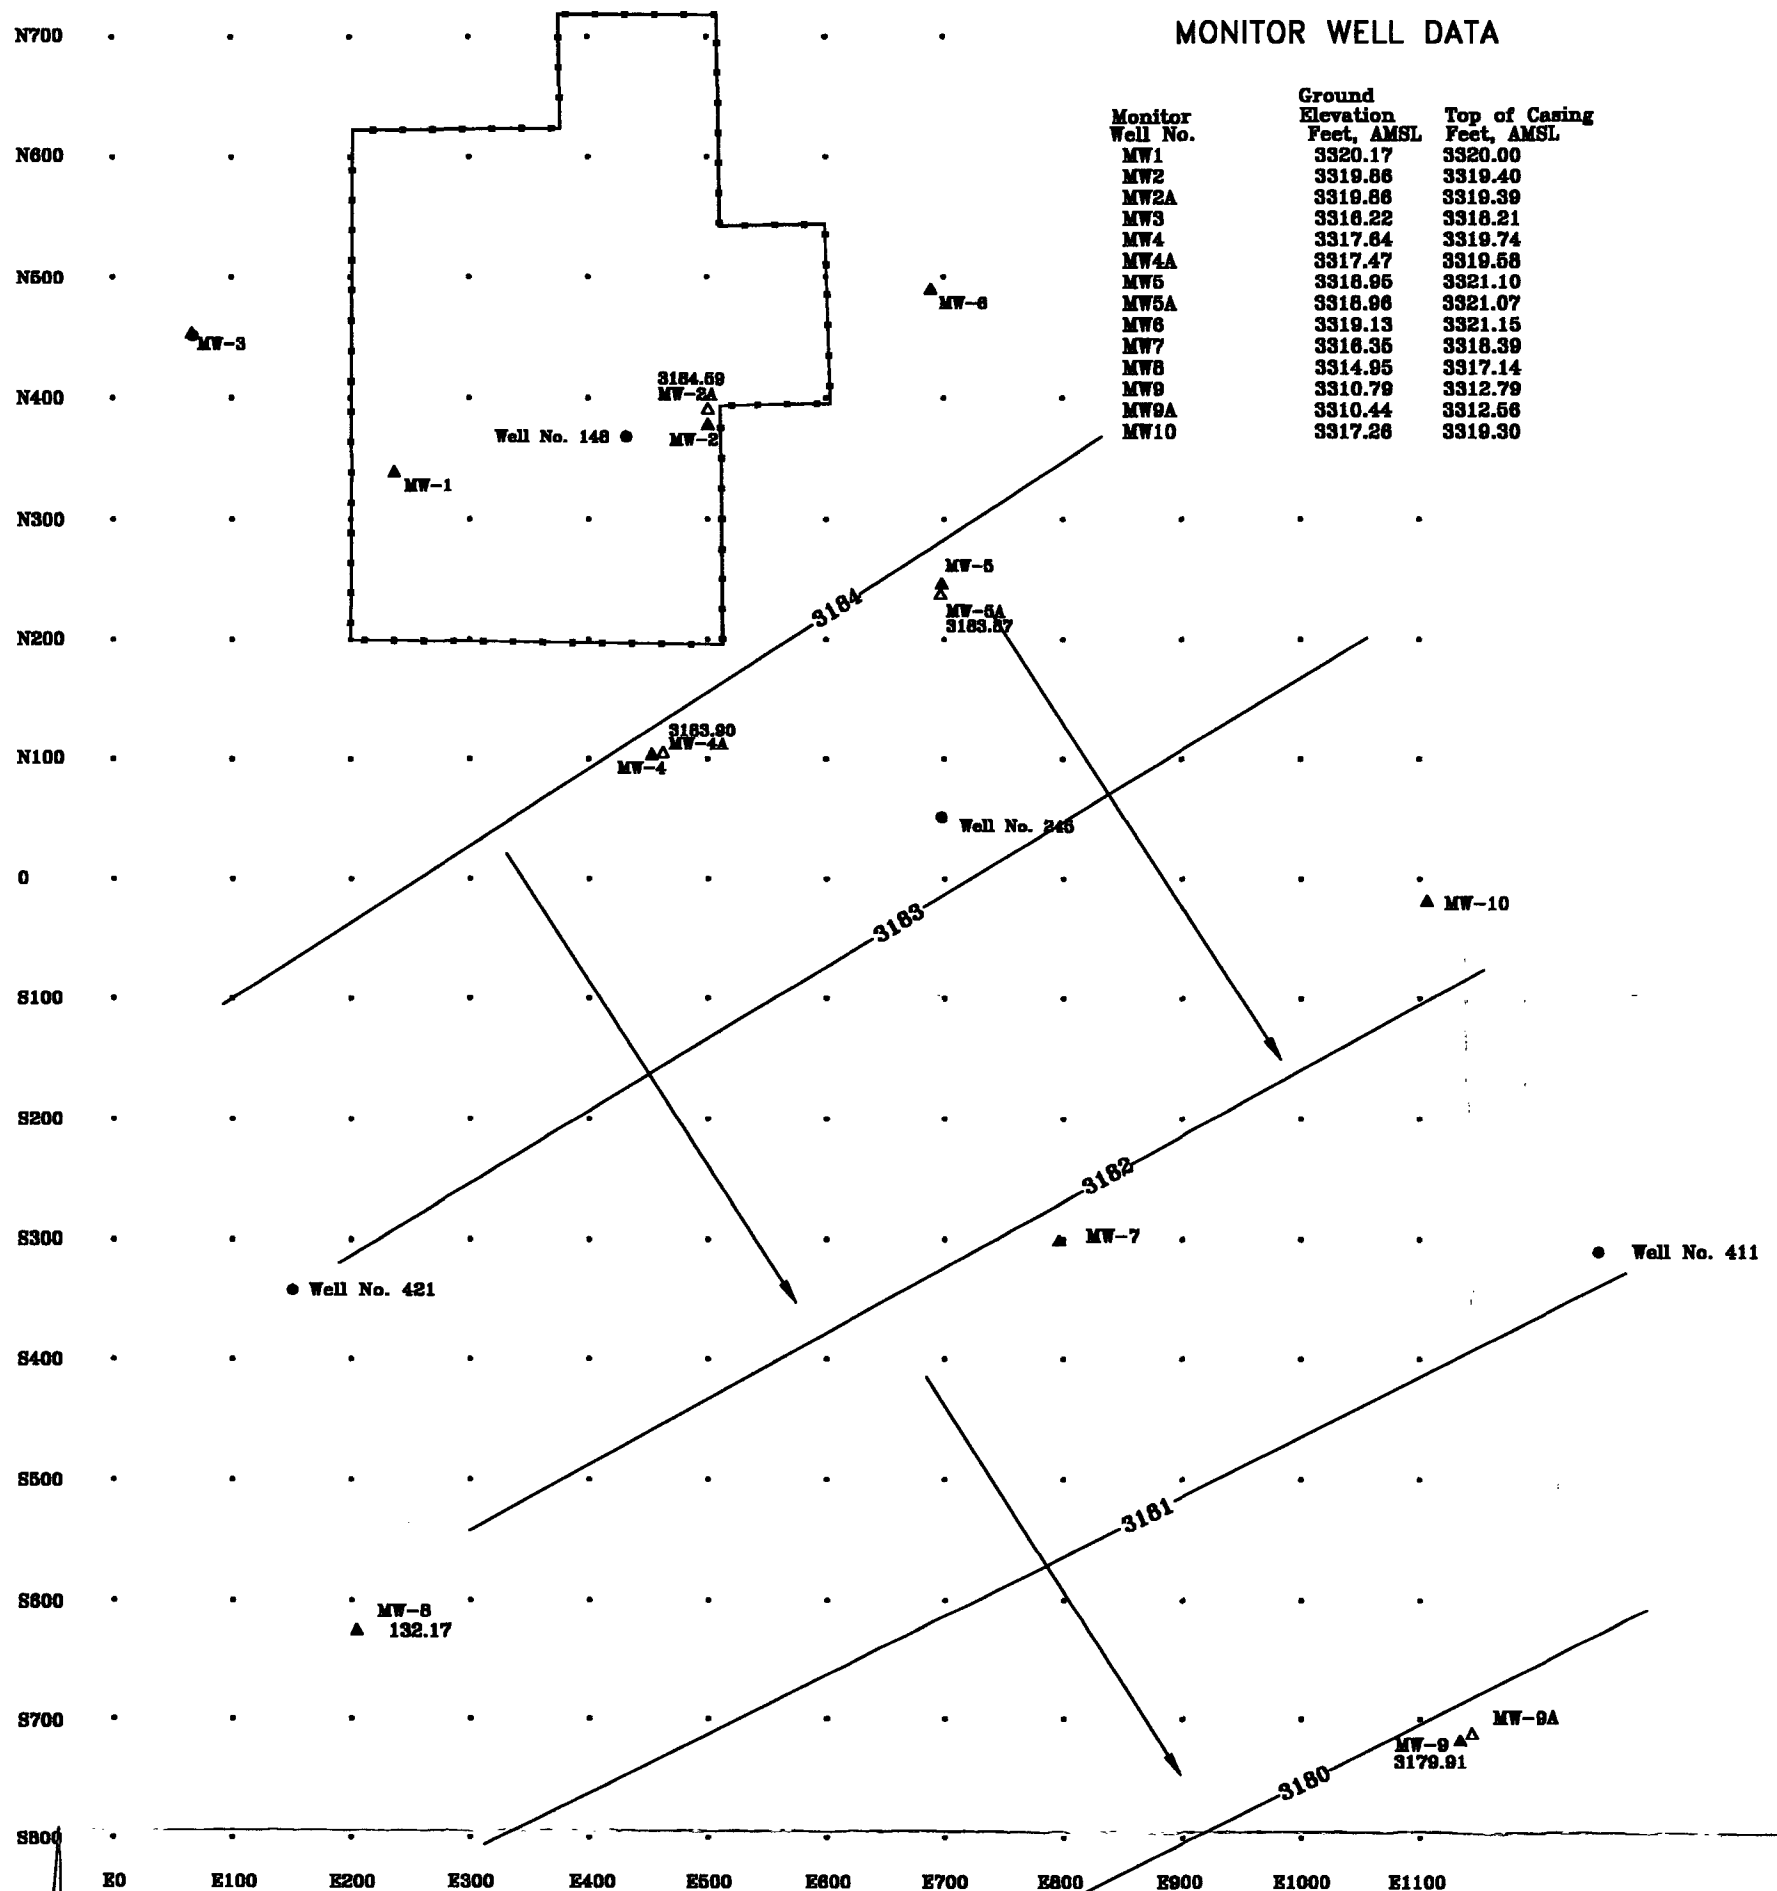 MONITOR WELL DATA
Ground
Monitor Elevation Top of Casing
Well No. Feet, AMSL Feet, AMSL
MW1 3320.17 3320.00
MW2 3319.86 3319.40
MW2A 3319.86 3319.39
MW3 3316.22 3318.21
MW4 3317.64 3319.74
MW4A 3317.47 3319.58
MW5 3318.95 3321.10
MW5A 3318.96 3321.07
MW6 3319.13 3321.15
MW7 3316.35 3318.39
MW8 3314.95 3317.14
MW9 3310.79 3312.79
MW9A 3310.44 3312.56
MW10 3317.26 3319.30
N700
N600
N500
MW-6
MW-3
3184.59
MW-2A
N400
Well No. 148
MW-2
MW-1
N300
MW-5
3184
MW-5A
3183.57
N200
3183.90
MW-4A
N100
MW-4
Well No. 245
0
MW-10
3183
S100
S200
3182
S300
MW-7
Well No. 411
Well No. 421
S400
S500
3181
S600
MW-8
132.17
S700
MW-9A
MW-9
3179.91
3180
S800
E0 E100 E200 E300 E400 E500 E600 E700 E800 E900 E1000 E1100